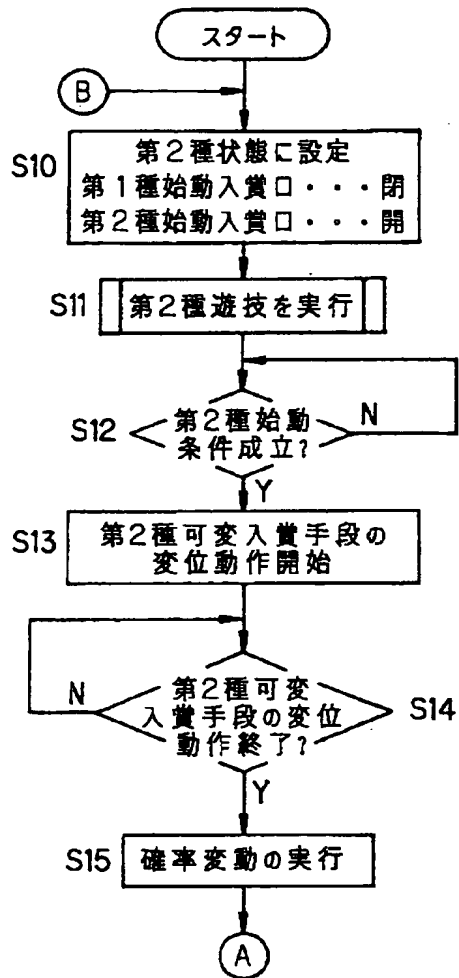 スタート
B
S10
第2種状態に設定
第1種始動入賞口・・・閉
第2種始動入賞口・・・開
S11
第2種遊技を実行
S12
第2種始動
条件成立?
N
Y
S13
第2種可変入賞手段の
変位動作開始
N
第2種可変
入賞手段の変位
動作終了?
S14
Y
S15
確率変動の実行
A